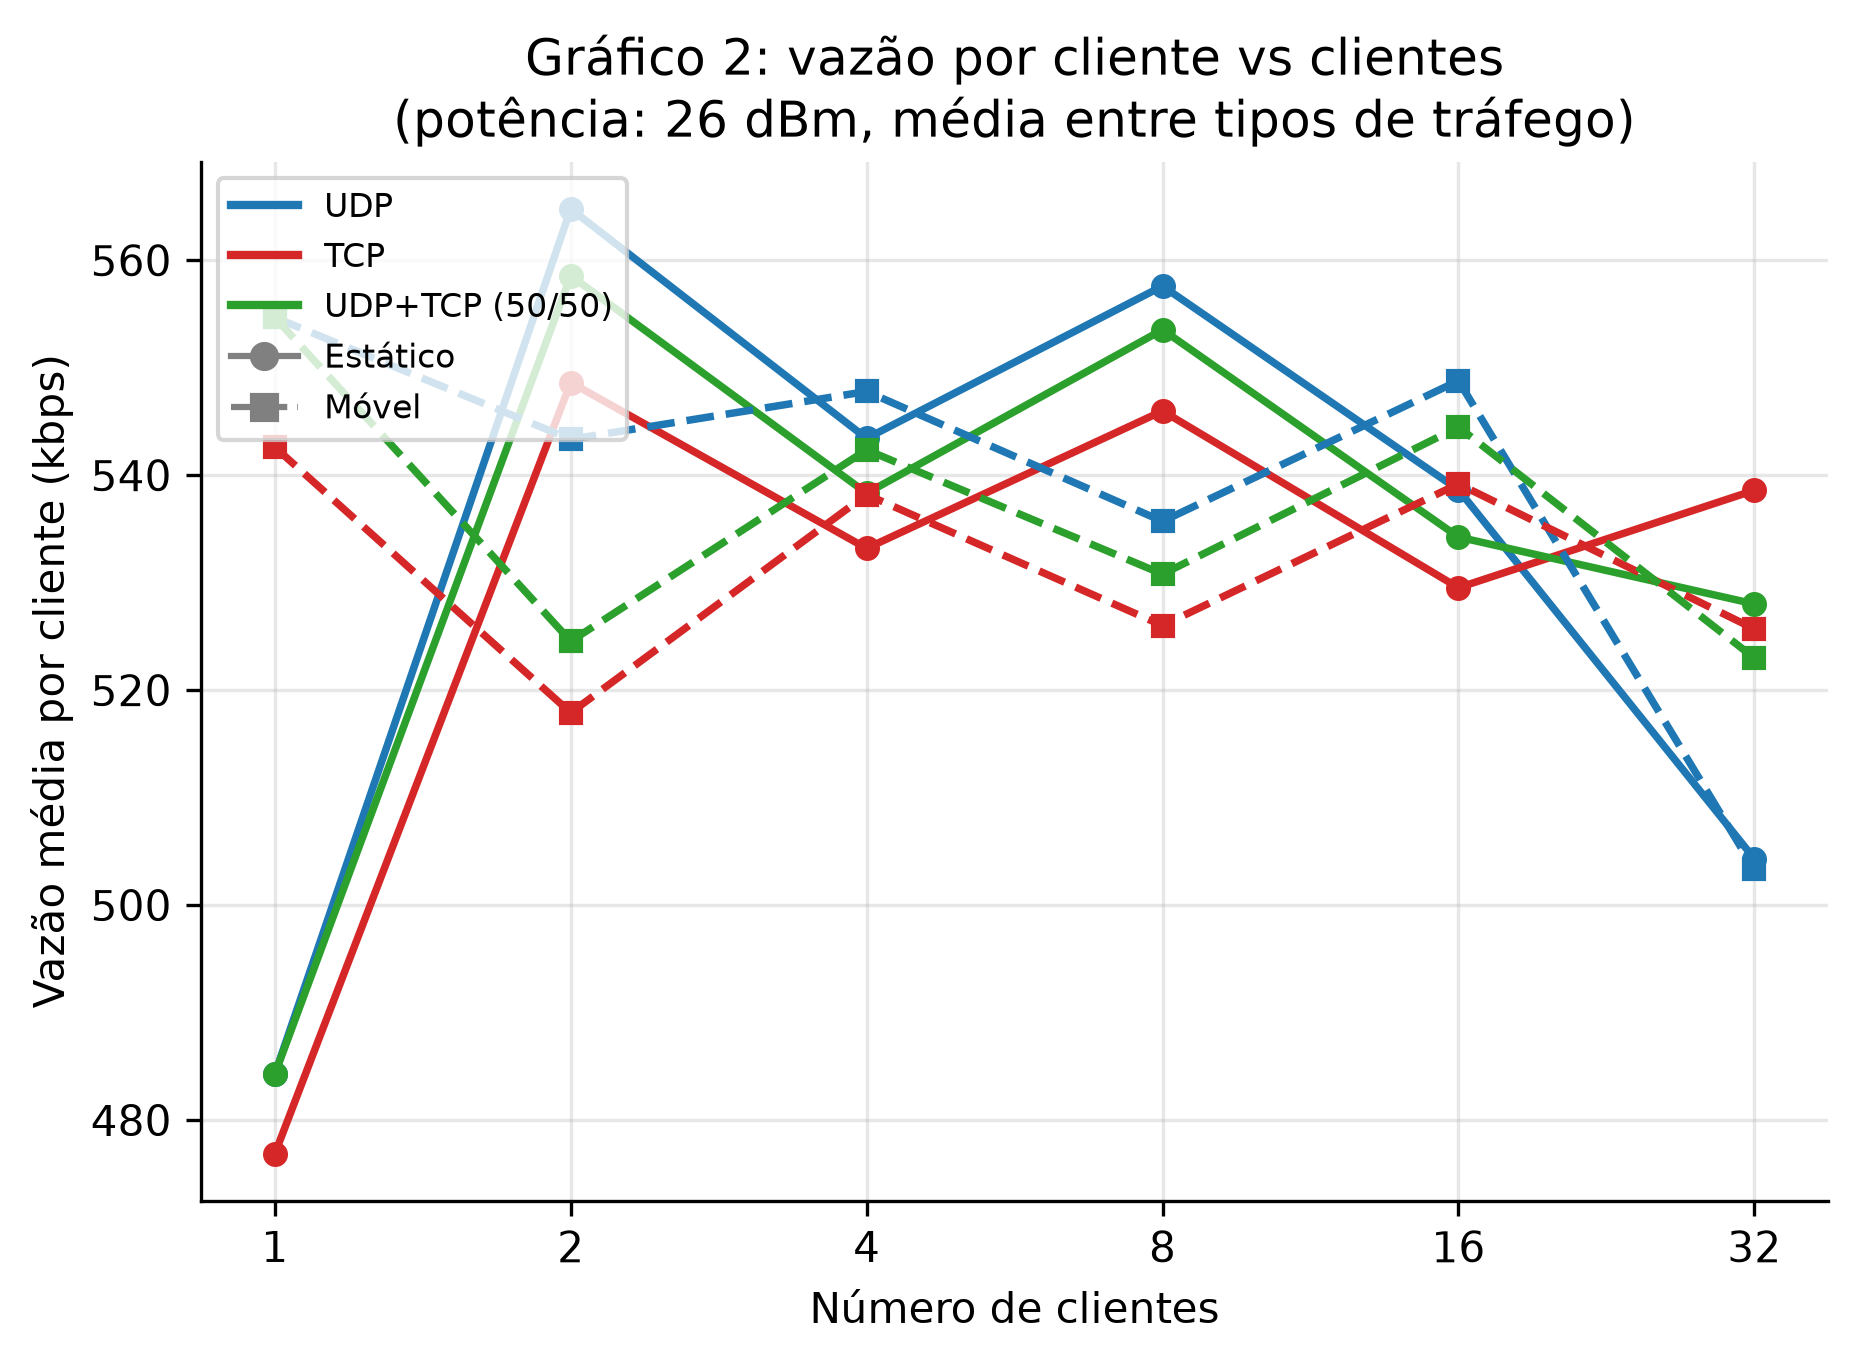 Gráfico 2: vazão por cliente vs clientes
(potência: 26 dBm, média entre tipos de tráfego)
UDP
TCP
UDP+TCP (50/50)
Estático
Móvel
Vazão média por cliente (kbps)
560
540
520
500
480
1
2
4
8
16
32
Número de clientes